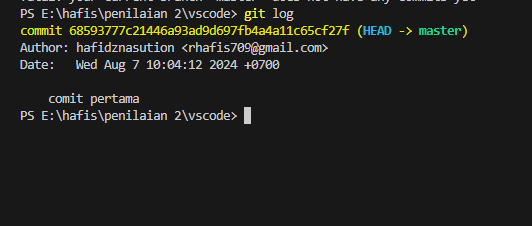 PS E:\hafis\penilaian 2\vscode> git log
commit 68593777c21446a93ad9d697fb4a4a11c65cf27f (HEAD -> master)
Author: hafidznasution <rhafis709@gmail.com>
Date:   Wed Aug 7 10:04:12 2024 +0700

    comit pertama
PS E:\hafis\penilaian 2\vscode>